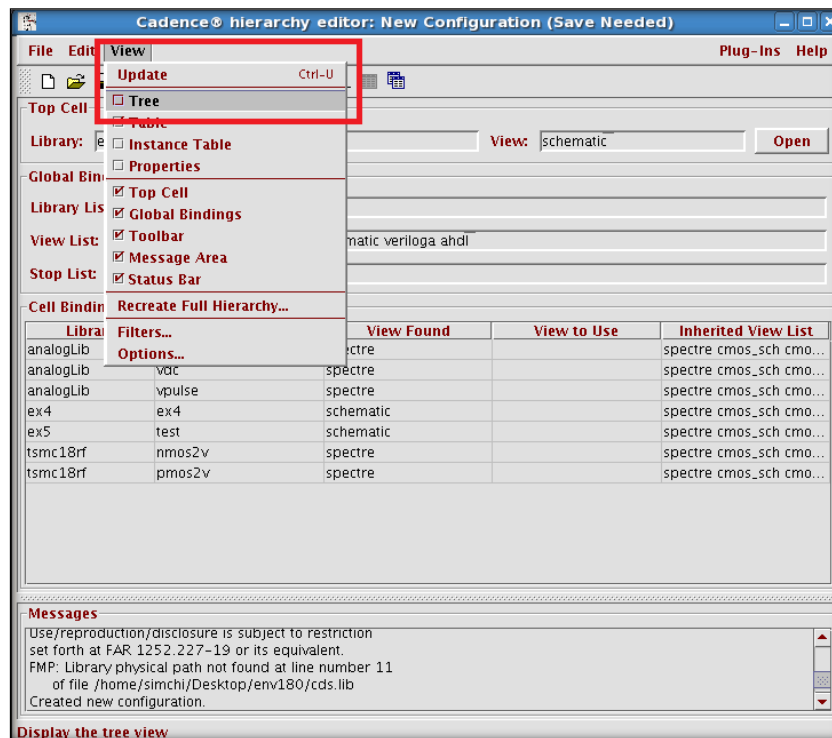 Cadence® hierarchy editor: New Configuration (Save Needed)
File Edit View Plug-Ins Help
Update Ctrl-U
Tree
Table
Instance Table
Properties
Top Cell
Global Bindings
Toolbar
Message Area
Status Bar
Recreate Full Hierarchy...
Filters...
Options...
Top Cell
Library: e View: schematic Open
Global Bin
Library Lis
View List: matic veriloga ahdl
Stop List:
Cell Bindin
Libra View Found View to Use Inherited View List
analogLib ectre spectre cmos_sch cmo...
analogLib vdc spectre spectre cmos_sch cmo...
analogLib vpulse spectre spectre cmos_sch cmo...
ex4 ex4 schematic spectre cmos_sch cmo...
ex5 test schematic spectre cmos_sch cmo...
tsmc18rf nmos2v spectre spectre cmos_sch cmo...
tsmc18rf pmos2v spectre spectre cmos_sch cmo...
Messages
Use/reproduction/disclosure is subject to restriction
set forth at FAR 1252.227-19 or its equivalent.
FMP: Library physical path not found at line number 11
of file /home/simchi/Desktop/env180/cds.lib
Created new configuration.
Display the tree view